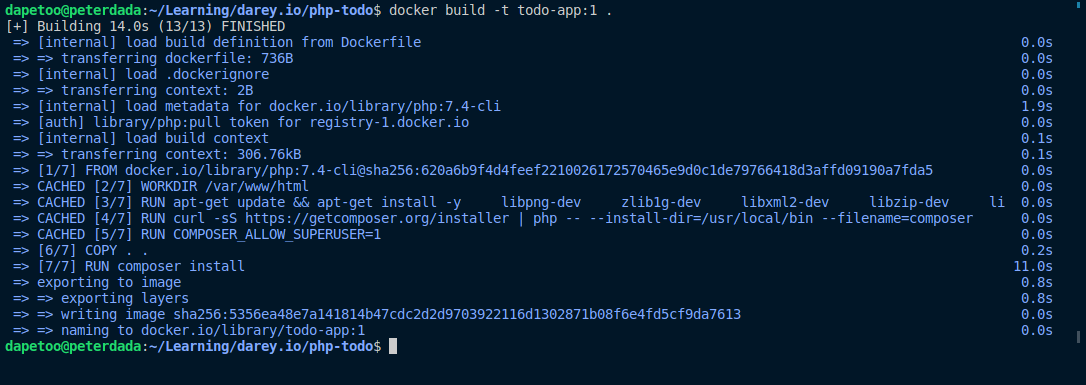 dapetoo@peterdada:~/Learning/darey.io/php-todo$ docker build -t todo-app:1 .
[+] Building 14.0s (13/13) FINISHED
=> [internal] load build definition from Dockerfile 0.0s
=> => transferring dockerfile: 736B 0.0s
=> [internal] load .dockerignore 0.0s
=> => transferring context: 2B 0.0s
=> [internal] load metadata for docker.io/library/php:7.4-cli 1.9s
=> [auth] library/php:pull token for registry-1.docker.io 0.0s
=> [internal] load build context 0.1s
=> => transferring context: 306.76kB 0.1s
=> [1/7] FROM docker.io/library/php:7.4-cli@sha256:620a6b9f4d4feef2210026172570465e9d0c1de79766418d3affd09190a7fda5 0.0s
=> CACHED [2/7] WORKDIR /var/www/html 0.0s
=> CACHED [3/7] RUN apt-get update && apt-get install -y     libpng-dev     zlib1g-dev     libxml2-dev     libzip-dev     li 0.0s
=> CACHED [4/7] RUN curl -sS https://getcomposer.org/installer | php -- --install-dir=/usr/local/bin --filename=composer 0.0s
=> CACHED [5/7] RUN COMPOSER_ALLOW_SUPERUSER=1 0.0s
=> [6/7] COPY . . 0.2s
=> [7/7] RUN composer install 11.0s
=> exporting to image 0.8s
=> => exporting layers 0.8s
=> => writing image sha256:5356ea48e7a141814b47cdc2d2d9703922116d1302871b08f6e4fd5cf9da7613 0.0s
=> => naming to docker.io/library/todo-app:1 0.0s
dapetoo@peterdada:~/Learning/darey.io/php-todo$